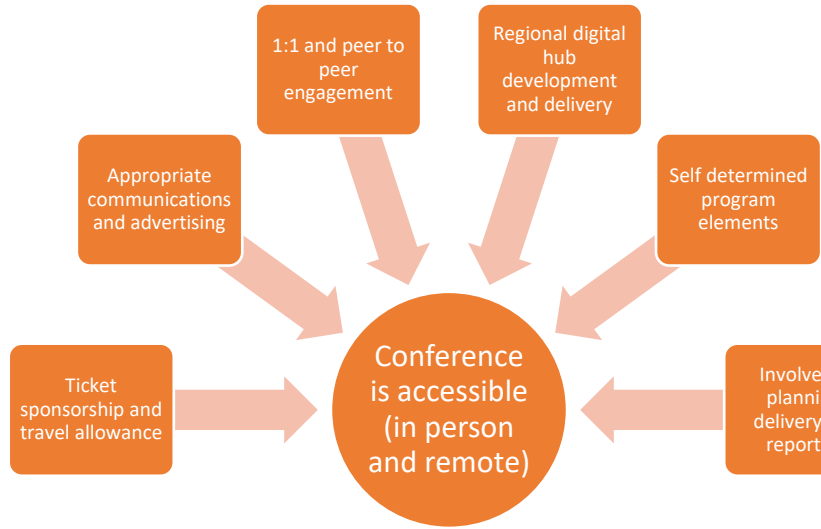 1:1 and peer to
peer
engagement
Regional digital
hub
development
and delivery
Appropriate
communications
and advertising
Self determined
program
elements
Ticket
sponsorship and
travel allowance
Conference
is accessible
(in person
and remote)